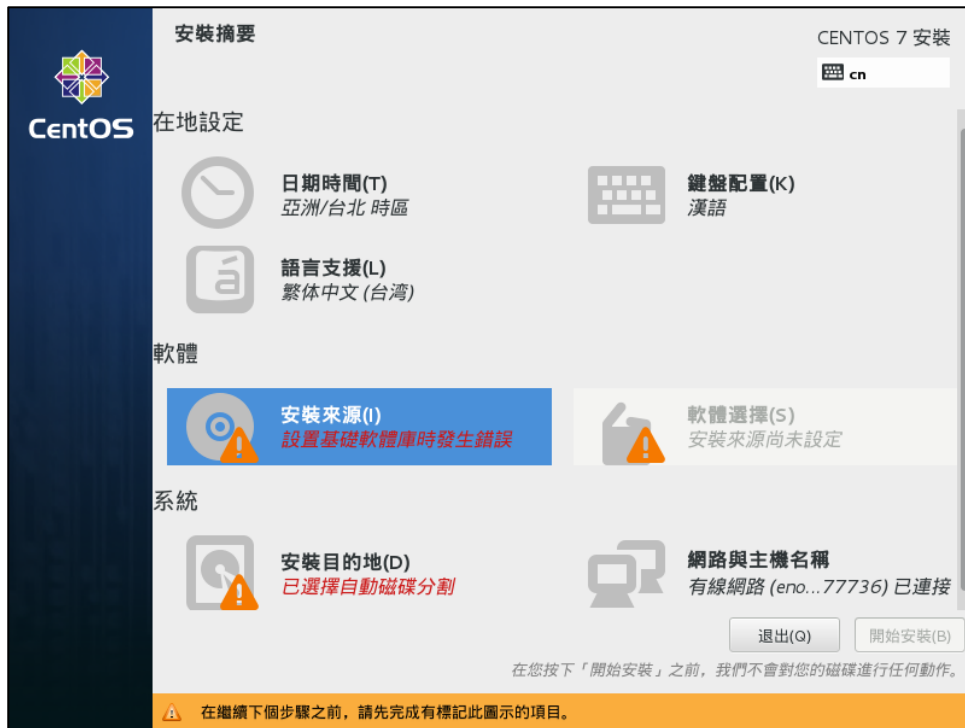 安裝摘要
CENTOS 7 安裝
cn
CentOS
在地設定
日期時間(T)
亞洲/台北 時區
鍵盤配置(K)
漢語
語言支援(L)
繁体中文 (台湾)
軟體
安裝來源(I)
設置基礎軟體庫時發生錯誤
軟體選擇(S)
安裝來源尚未設定
系統
安裝目的地(D)
已選擇自動磁碟分割
網路與主機名稱
有線網路 (eno...77736) 已連接
退出(Q)
開始安裝(B)
在您按下「開始安裝」之前，我們不會對您的磁碟進行任何動作。
在繼續下個步驟之前，請先完成有標記此圖示的項目。